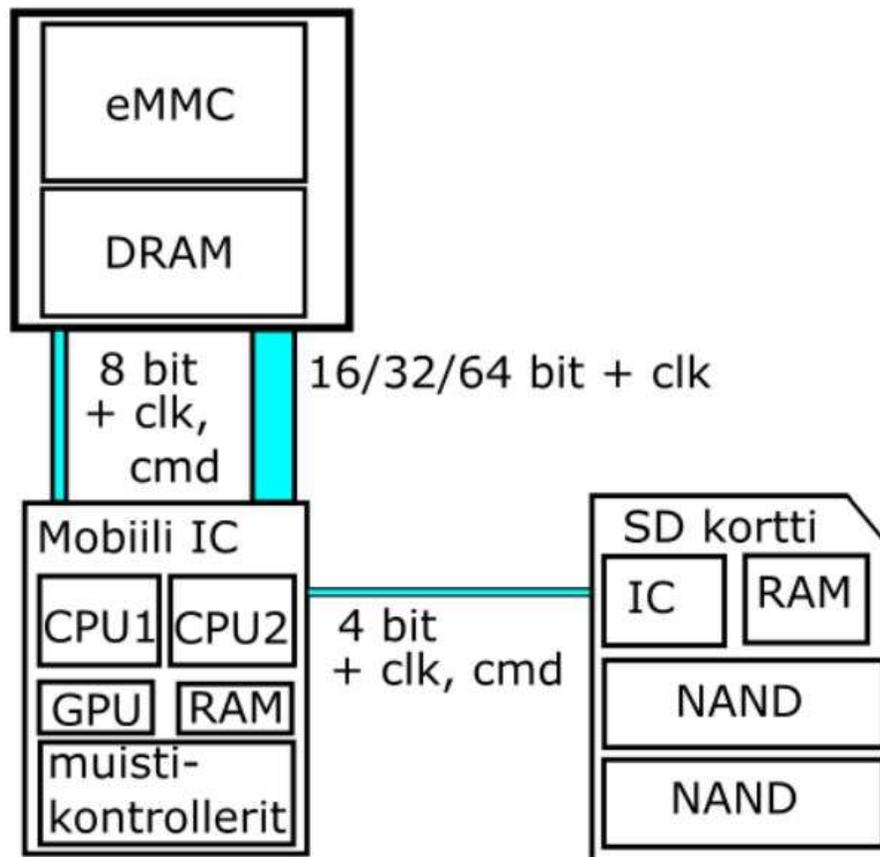 eMMC
DRAM
8 bit
+ clk,
cmd
16/32/64 bit + clk
Mobiili IC
CPU1
CPU2
GPU
RAM
muisti-
kontrollerit
4 bit
+ clk, cmd
SD kortti
IC
RAM
NAND
NAND